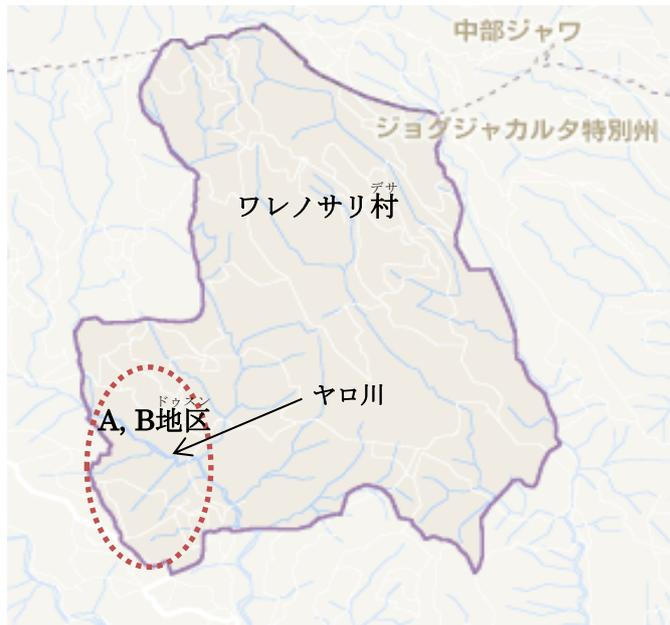 中部ジャワ
ジョグジャカルタ特別州
デサ
ワレノサリ村
ヤロ川
ドゥスン
A, B地区